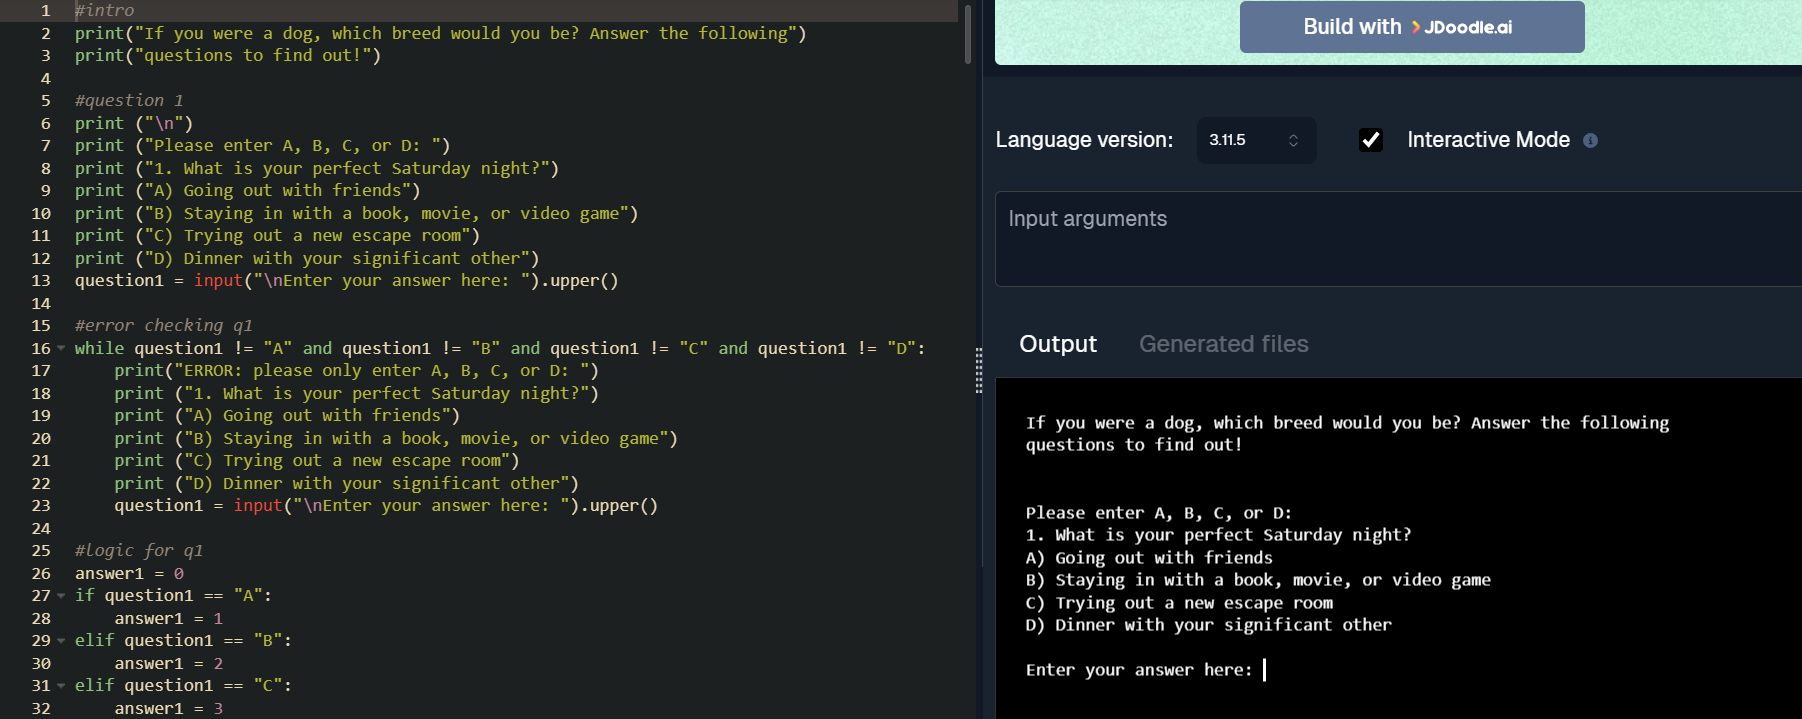 1 #intro
2 print("If you were a dog, which breed would you be? Answer the following")
3 print("questions to find out!")
4
5 #question 1
6 print ("\n")
7 print ("Please enter A, B, C, or D: ")
8 print ("1. What is your perfect Saturday night?")
9 print ("A) Going out with friends")
10 print ("B) Staying in with a book, movie, or video game")
11 print ("C) Trying out a new escape room")
12 print ("D) Dinner with your significant other")
13 question1 = input("\nEnter your answer here: ").upper()
14
15 #error checking q1
16 while question1 != "A" and question1 != "B" and question1 != "C" and question1 != "D":
17     print("ERROR: please only enter A, B, C, or D: ")
18     print ("1. What is your perfect Saturday night?")
19     print ("A) Going out with friends")
20     print ("B) Staying in with a book, movie, or video game")
21     print ("C) Trying out a new escape room")
22     print ("D) Dinner with your significant other")
23     question1 = input("\nEnter your answer here: ").upper()
24
25 #logic for q1
26 answer1 = 0
27 if question1 == "A":
28     answer1 = 1
29 elif question1 == "B":
30     answer1 = 2
31 elif question1 == "C":
32     answer1 = 3
Build with JDoodle.ai
Language version: 3.11.5 Interactive Mode
Input arguments
Output Generated files
If you were a dog, which breed would you be? Answer the following
questions to find out!
Please enter A, B, C, or D:
1. What is your perfect Saturday night?
A) Going out with friends
B) Staying in with a book, movie, or video game
C) Trying out a new escape room
D) Dinner with your significant other
Enter your answer here: